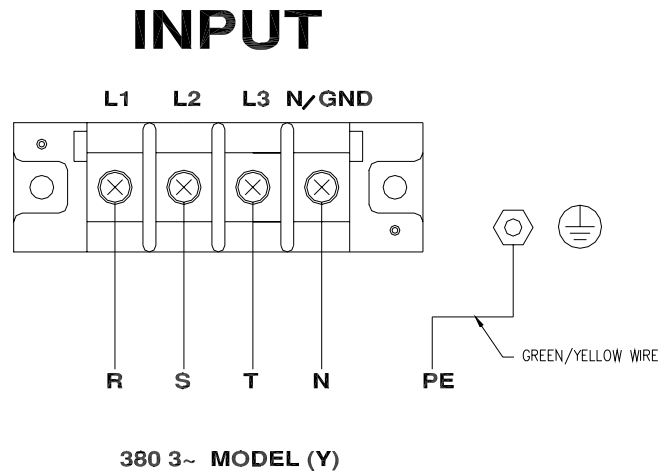 INPUT
L1 L2 L3 N/GND
GREEN/YELLOW WIRE
R S T N PE
380 3~ MODEL (Y)